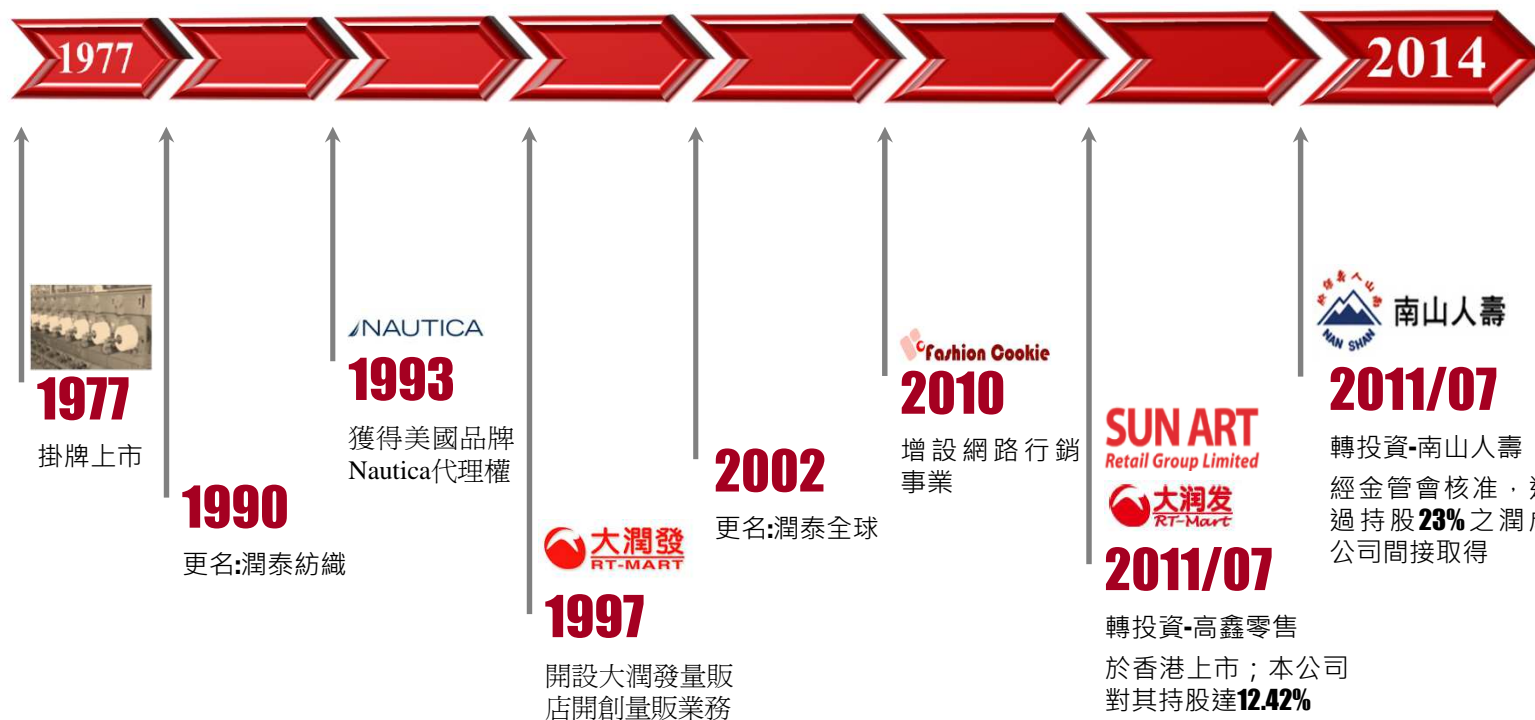 1977
2014
1977
掛牌上市
1990
更名:潤泰紡織
NAUTICA
1993
獲得美國品牌
Nautica代理權
大潤發
RT-MART
1997
開設大潤發量販
店開創量販業務
2002
更名:潤泰全球
Fashion Cookie
2010
增設網路行銷
事業
SUN ART
Retail Group Limited
大润发
RT-Mart
2011/07
轉投資-高鑫零售
於香港上市；本公司
對其持股達12.42%
南山人壽
NAN SHAN
2011/07
轉投資-南山人壽
經金管會核准，
過持股23%之潤
公司間接取得